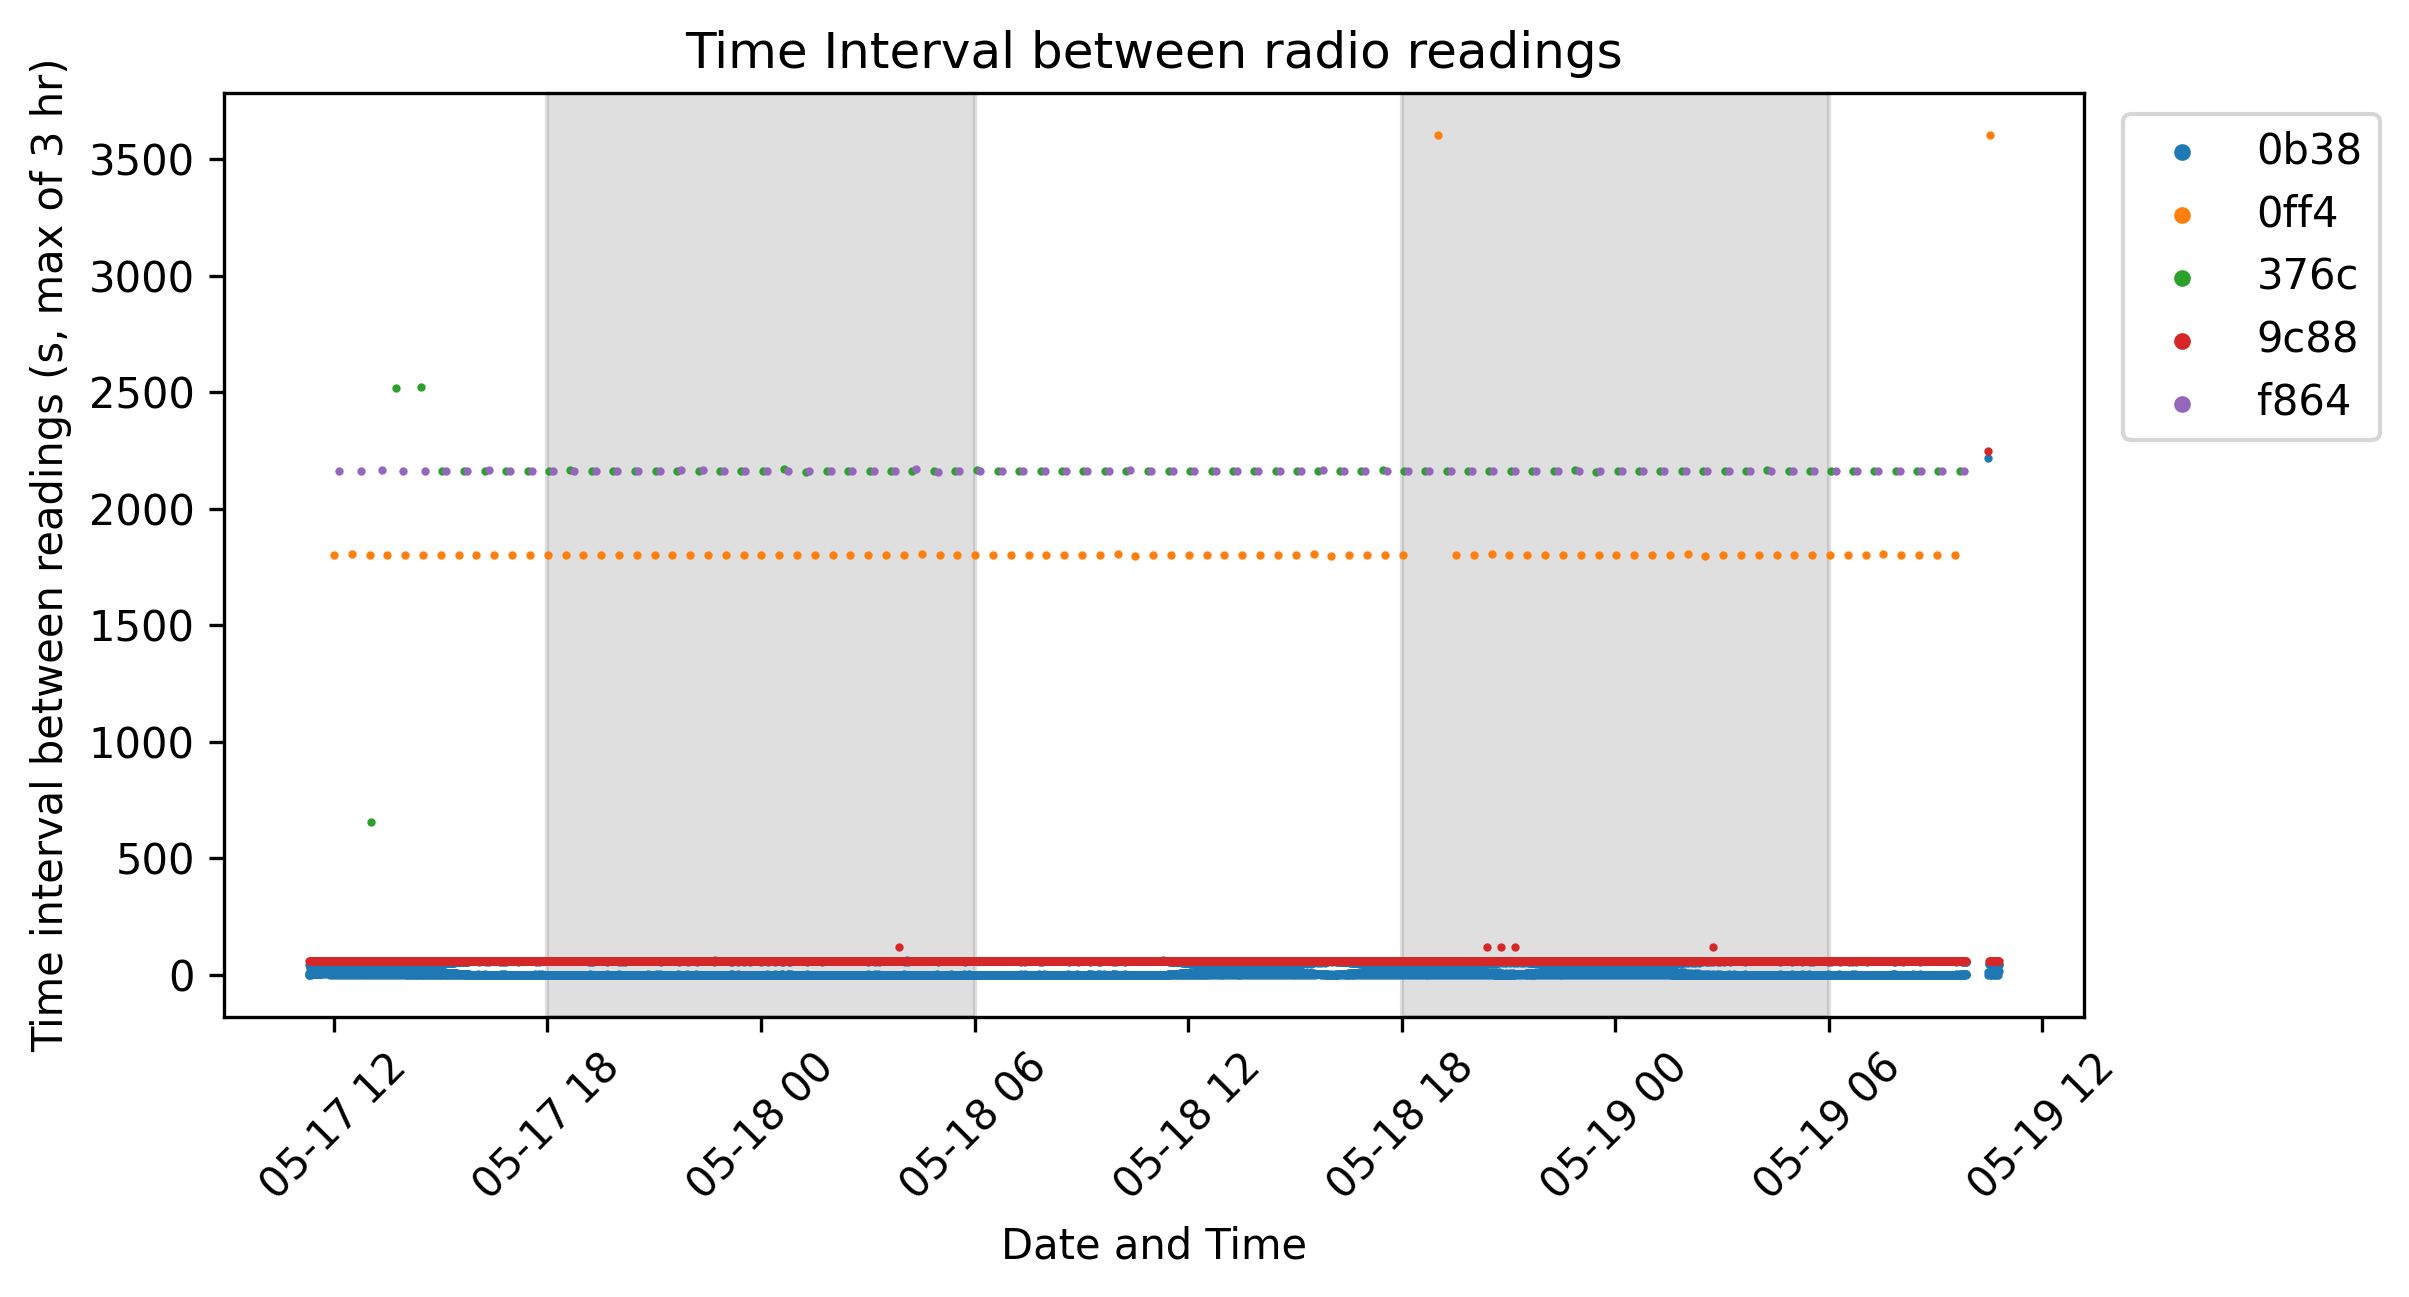 Time Interval between radio readings
Time interval between readings (s, max of 3 hr)
3500
3000
2500
2000
1500
1000
500
0
05-17 12
05-17 18
05-18 00
05-18 06
05-18 12
05-18 18
05-19 00
05-19 06
05-19 12
Date and Time
0b38
0ff4
376c
9c88
f864